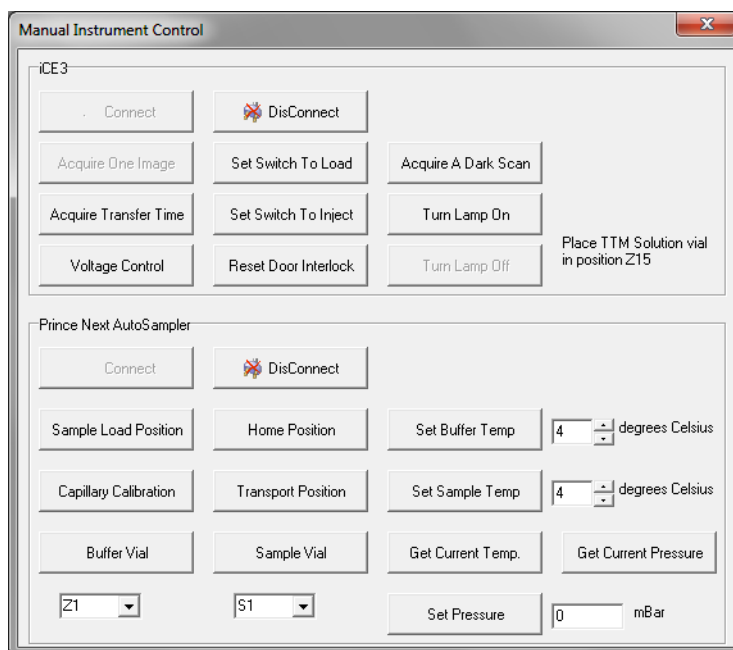 Manual Instrument Control
iCE3
Connect
DisConnect
Acquire One Image
Set Switch To Load
Acquire A Dark Scan
Acquire Transfer Time
Set Switch To Inject
Turn Lamp On
Place TTM Solution vial
in position Z15
Voltage Control
Reset Door Interlock
Turn Lamp Off
Prince Next AutoSampler
Connect
DisConnect
Sample Load Position
Home Position
Set Buffer Temp
4
degrees Celsius
Capillary Calibration
Transport Position
Set Sample Temp
4
degrees Celsius
Buffer Vial
Sample Vial
Get Current Temp.
Get Current Pressure
Z1
S1
Set Pressure
0
mBar